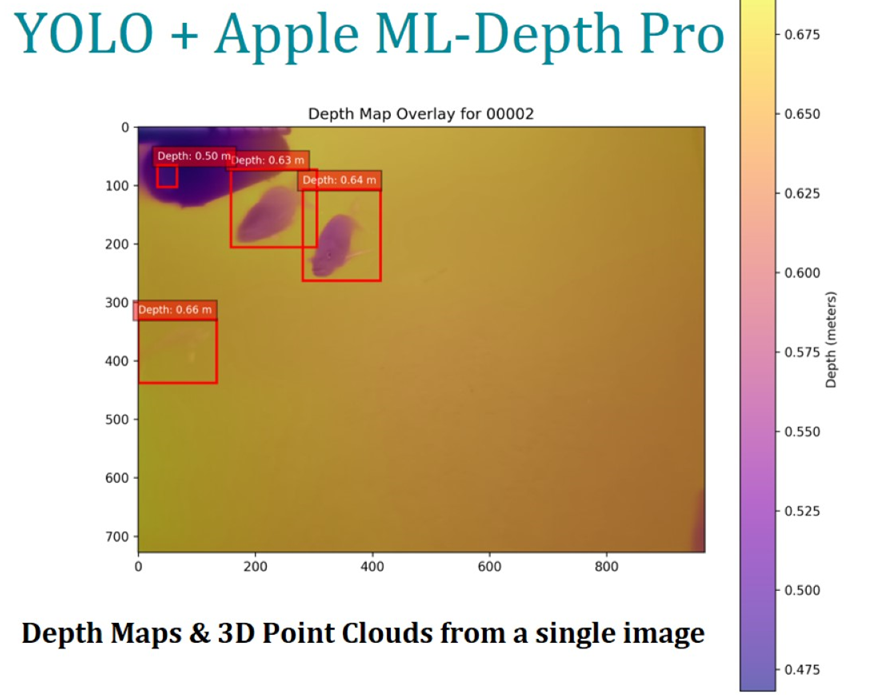 YOLO + Apple ML-Depth Pro
Depth Map Overlay for 00002
0
100
200
300
400
500
600
700
Depth: 0.50 m
Depth: 0.63 m
Depth: 0.64 m
Depth: 0.66 m
0
200
400
600
800
0.675
0.650
0.625
0.600
0.575
0.550
0.525
0.500
0.475
Depth (meters)
Depth Maps & 3D Point Clouds from a single image